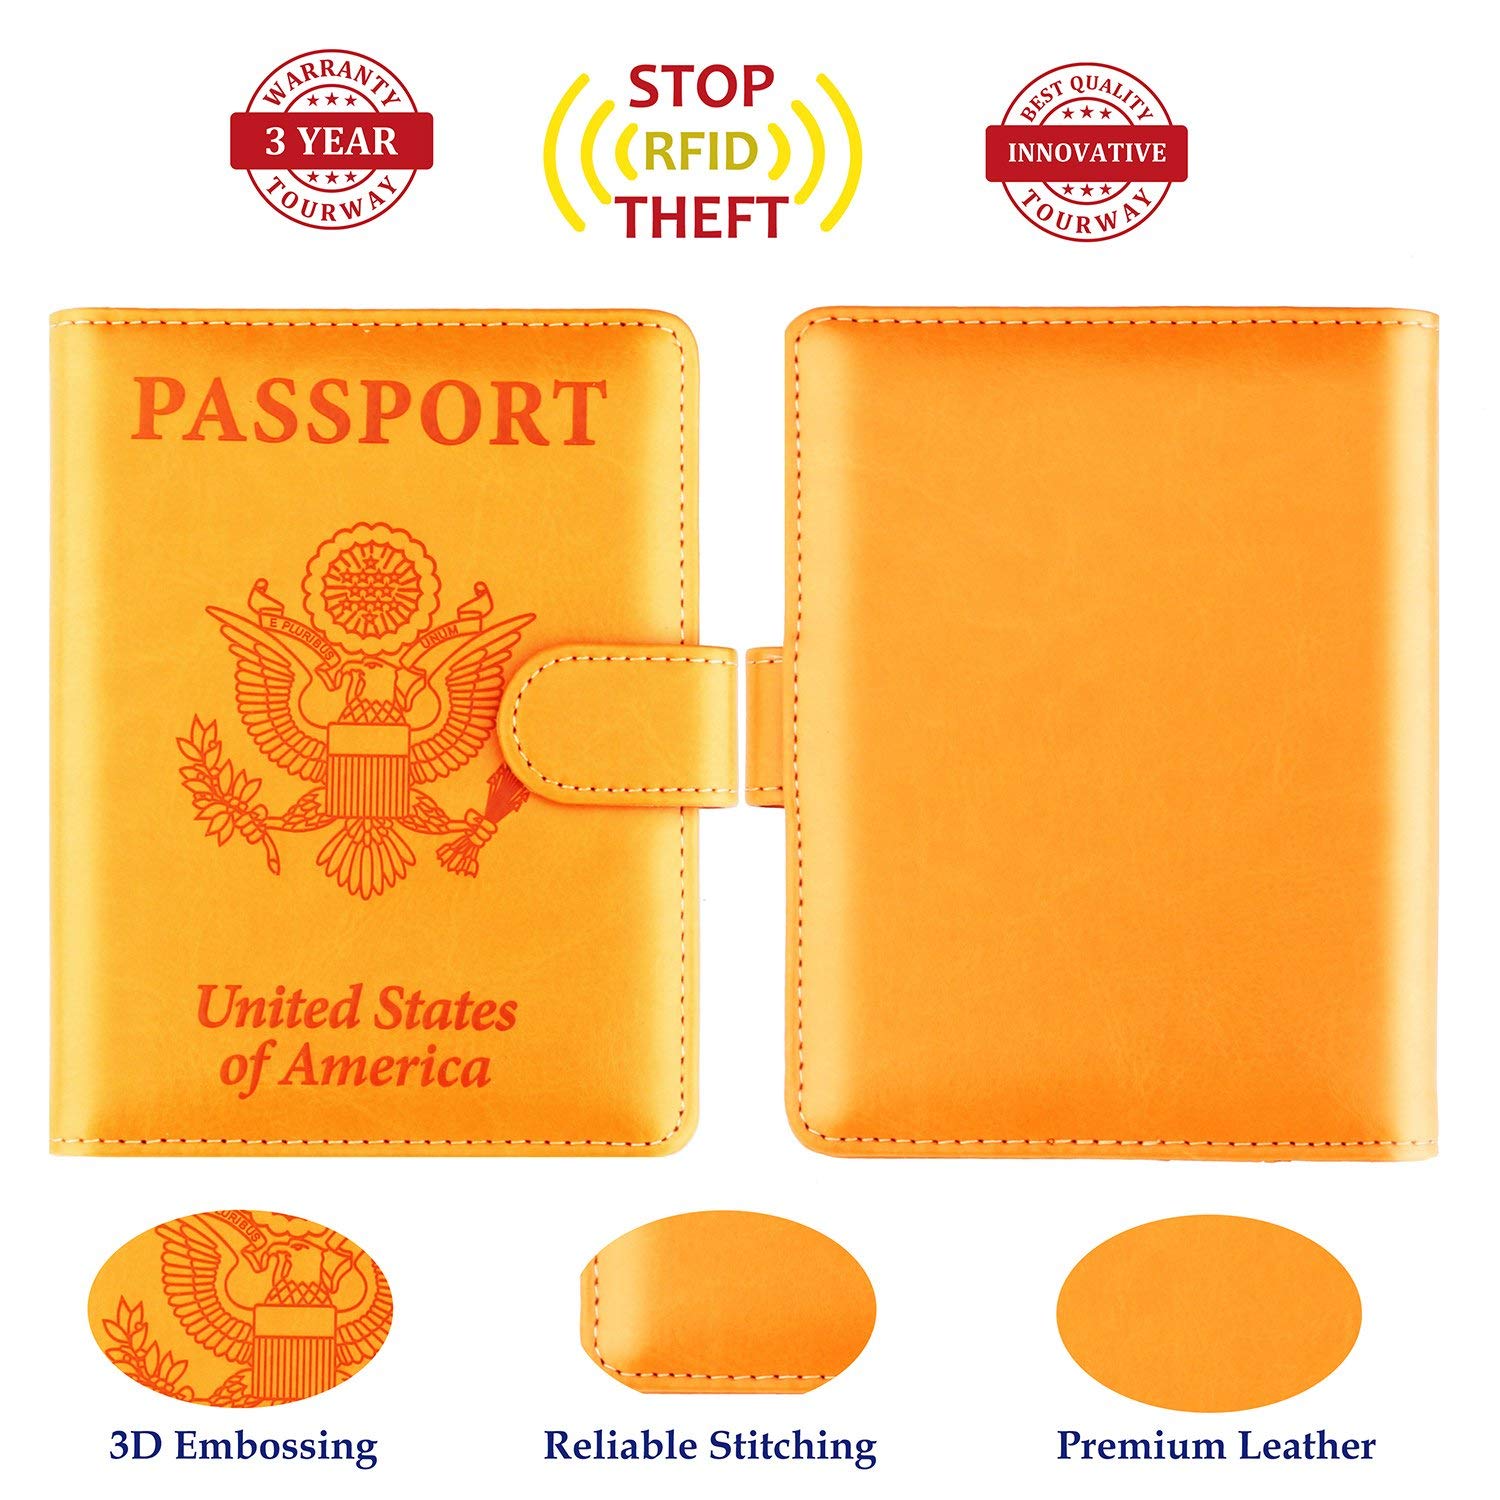 WARRANTY
3 YEAR
TOURWAY
STOP
RFID
THEFT
BEST QUALITY
INNOVATIVE
TOURWAY
PASSPORT
E PLURIBUS UNUM
United States
of America
PLURIBUS
3D Embossing
Reliable Stitching
Premium Leather